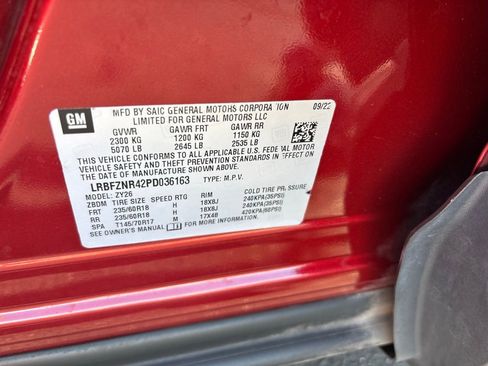 GM
MFD BY SAIC GENERAL MOTORS CORPORATION 09/22
LIMITED FOR GENERAL MOTORS LLC
GVWR GAWR FRT GAWR RR
2300 KG 1200 KG 1150 KG
5070 LB 2645 LB 2535 LB
THIS VEHICLE CONFORMS TO ALL APPLICABLE U.S. FEDERAL MOTOR
VEHICLE SAFETY AND THEFT PREVENTION STANDARDS IN EFFECT
ON THE DATE OF MANUFACTURE SHOWN ABOVE.
LRBFZNR42PD036163 TYPE: M.P.V.
MODEL: ZY26
ZBDM TIRE SIZE SPEED RTG RIM COLD TIRE PRESSURE
FRT 235/60R18 H 18X8J 240KPA(35PSI)
RR 235/60R18 H 18X8J 240KPA(35PSI)
SPA T145/70R17 M 17X4B 420KPA(60PSI)
SEE OWNER'S MANUAL FOR MORE INFORMATION.